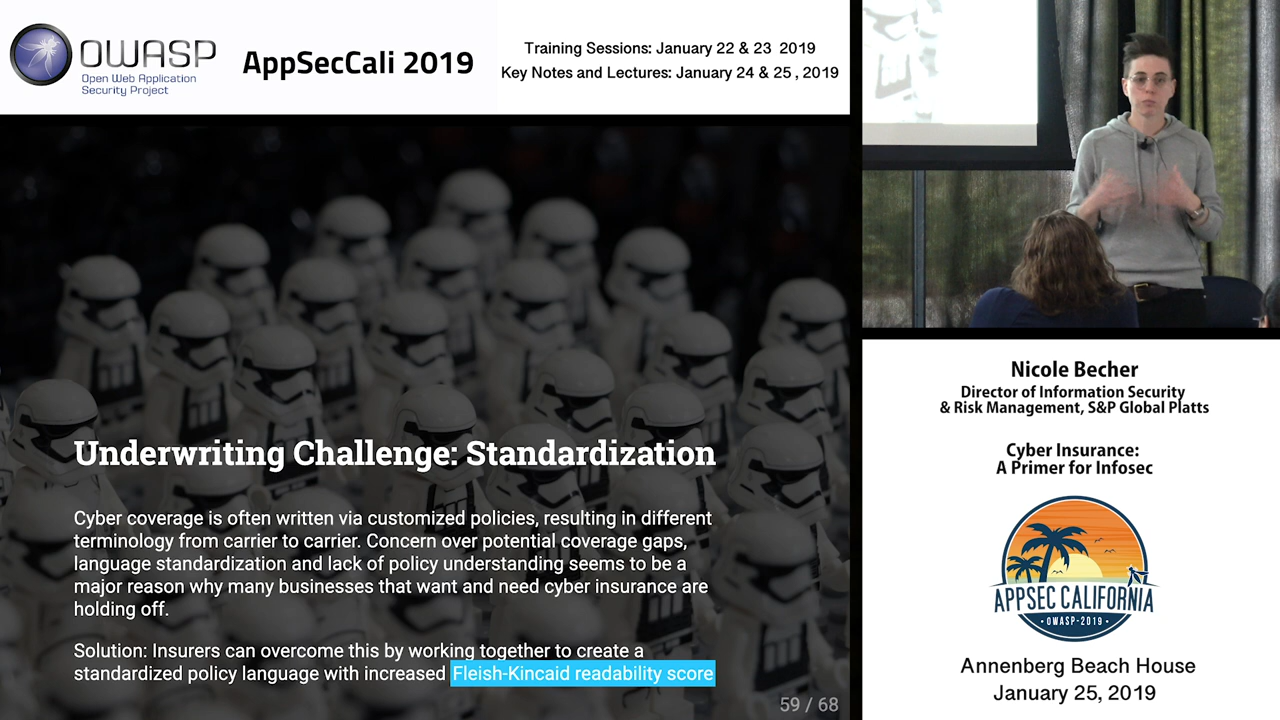 OWASP
Open Web Application
Security Project
AppSecCali 2019
Training Sessions: January 22 & 23 2019
Key Notes and Lectures: January 24 & 25 , 2019
Underwriting Challenge: Standardization
Cyber coverage is often written via customized policies, resulting in different
terminology from carrier to carrier. Concern over potential coverage gaps,
language standardization and lack of policy understanding seems to be a
major reason why many businesses that want and need cyber insurance are
holding off.
Solution: Insurers can overcome this by working together to create a
standardized policy language with increased Fleish-Kincaid readability score
59 / 68
Nicole Becher
Director of Information Security
& Risk Management, S&P Global Platts
Cyber Insurance:
A Primer for Infosec
APPSEC CALIFORNIA
· OWASP-2019 ·
Annenberg Beach House
January 25, 2019